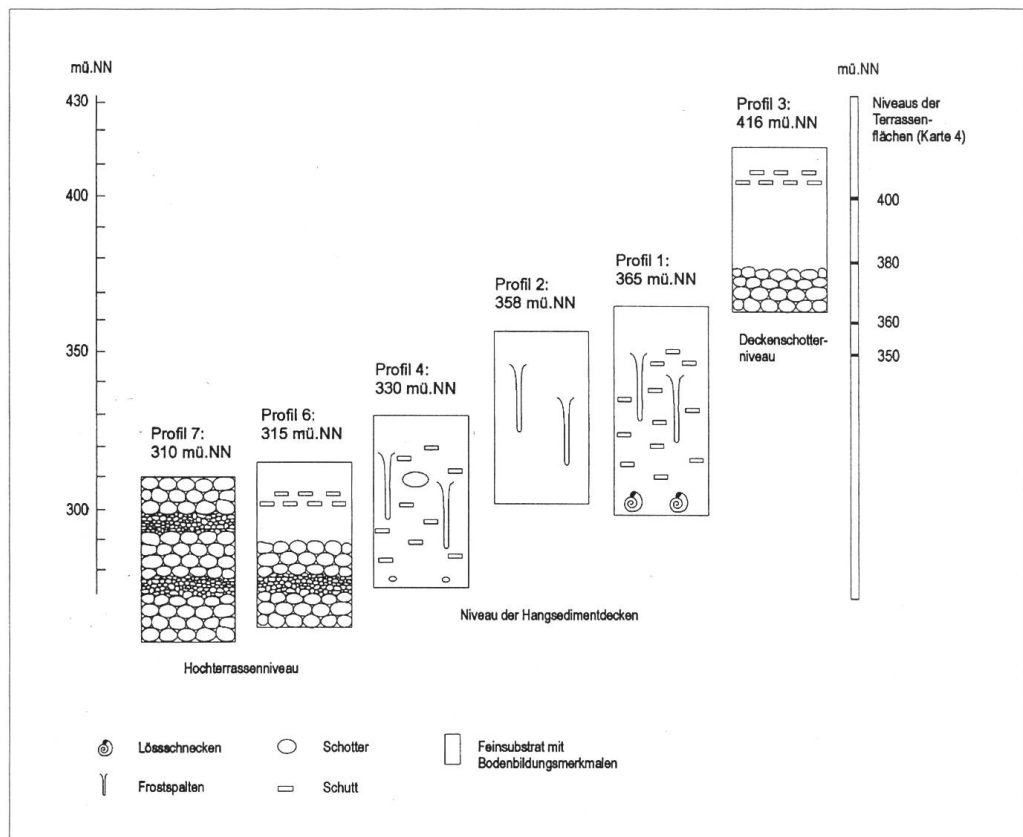 mü.NN
430
400
350
300
Profil 7:
310 mü.NN
Profil 6:
315 mü.NN
Hochterrassenniveau
Profil 4:
330 mü.NN
Profil 2:
358 mü.NN
Profil 1:
365 mü.NN
Niveau der Hangsedimentdecken
Profil 3:
416 mü.NN
Deckenschotter-
niveau
mü.NN
Niveaus der
Terrassen-
flächen (Karte 4)
400
380
360
350
Lössschnecken
Schotter
Feinsubstrat mit
Bodenbildungsmerkmalen
Frostspalten
Schutt